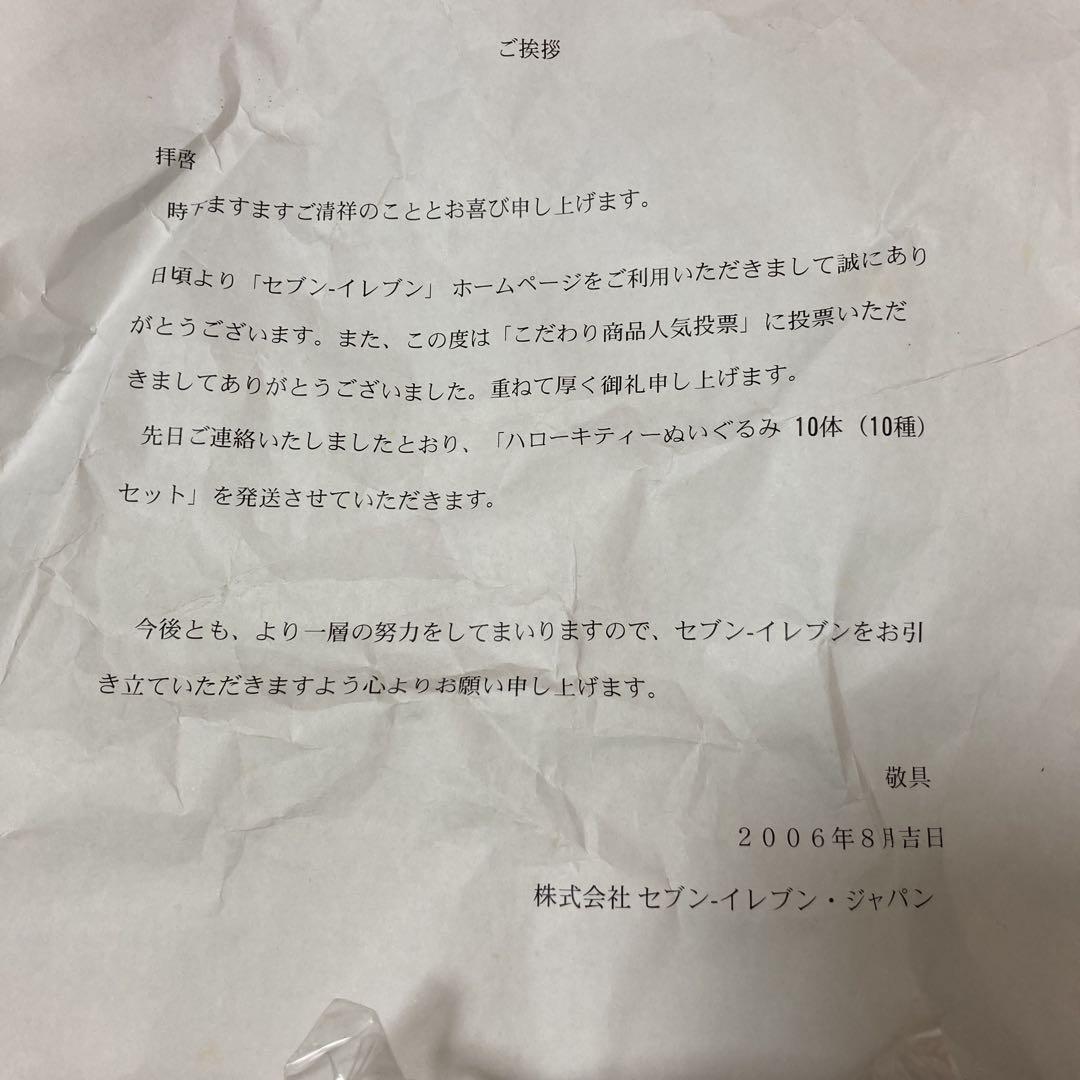 ご挨拶
拝啓
時下ますますご清祥のこととお喜び申し上げます。
日頃より「セブン-イレブン」ホームページをご利用いただきまして誠にあり
がとうございます。また、この度は「こだわり商品人気投票」に投票いただ
きましてありがとうございました。重ねて厚く御礼申し上げます。
先日ご連絡いたしましたとおり、「ハローキティーぬいぐるみ 10体（10種）
セット」を発送させていただきます。
今後とも、より一層の努力をしてまいりますので、セブン-イレブンをお引
き立ていただきますよう心よりお願い申し上げます。
敬具
２００６年８月吉日
株式会社 セブン-イレブン・ジャパン